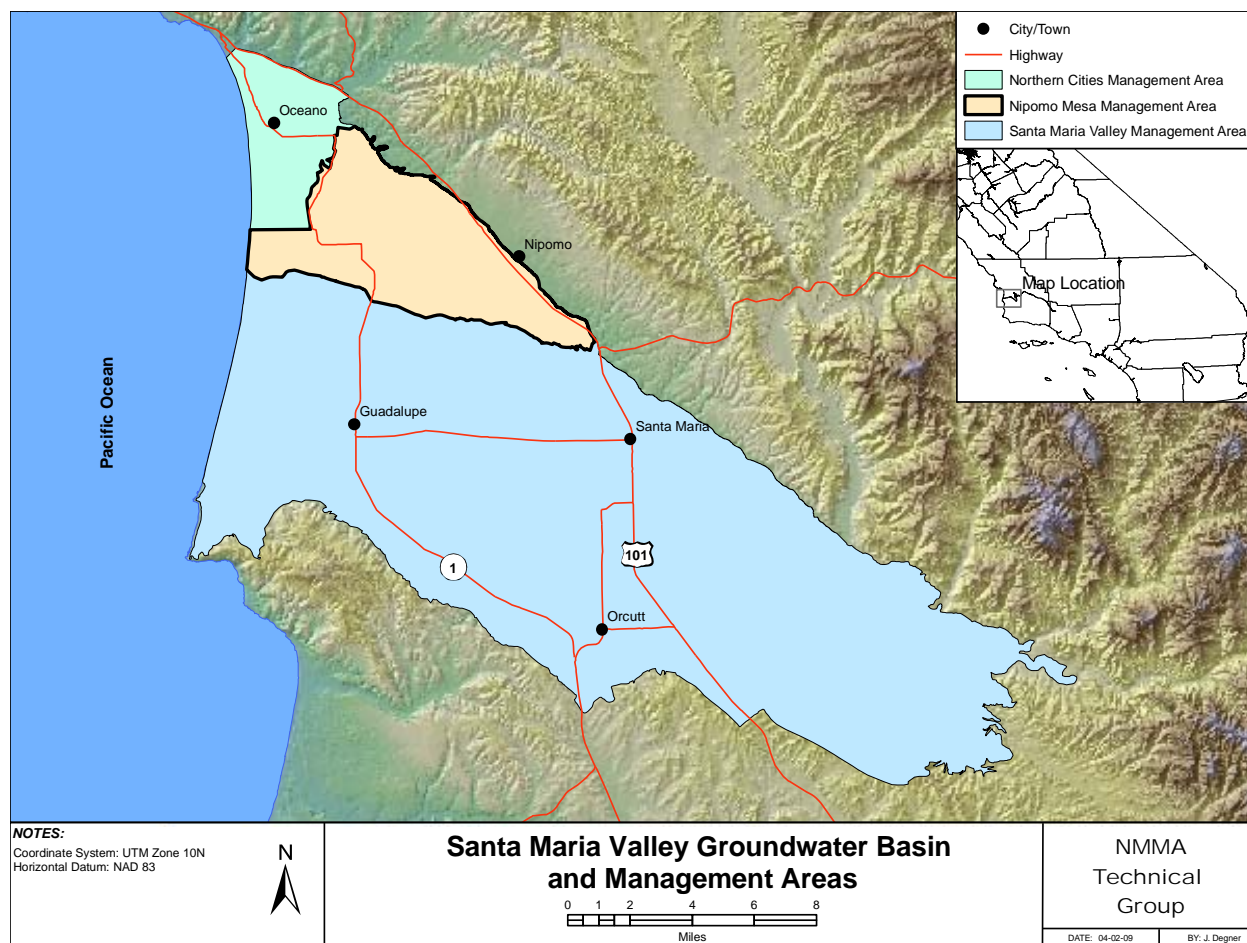 City/Town
Highway
Northern Cities Management Area
Nipomo Mesa Management Area
Santa Maria Valley Management Area
Map Location
Oceano
Nipomo
Pacific Ocean
Guadalupe
Santa Maria
101
1
Orcutt
NOTES:
Coordinate System: UTM Zone 10N
Horizontal Datum: NAD 83
N
Santa Maria Valley Groundwater Basin
and Management Areas
0 1 2 4 6 8
Miles
NMMA
Technical
Group
DATE: 04-02-09
BY: J. Degner